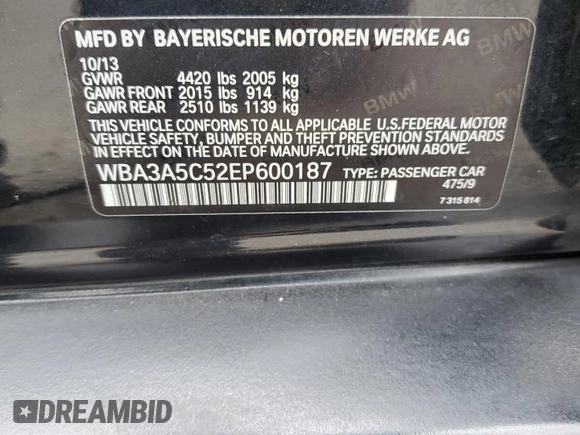 MFD BY BAYERISCHE MOTOREN WERKE AG
10/13
GVWR 4420 lbs 2005 kg
GAWR FRONT 2015 lbs 914 kg
GAWR REAR 2510 lbs 1139 kg
THIS VEHICLE CONFORMS TO ALL APPLICABLE U.S.FEDERAL MOTOR
VEHICLE SAFETY, BUMPER AND THEFT PREVENTION STANDARDS
IN EFFECT ON THE DATE OF MANUFACTURE SHOWN ABOVE.
WBA3A5C52EP600187 TYPE: PASSENGER CAR
475/9
7 315 814
BMW
BMW
BMW
DREAMBID